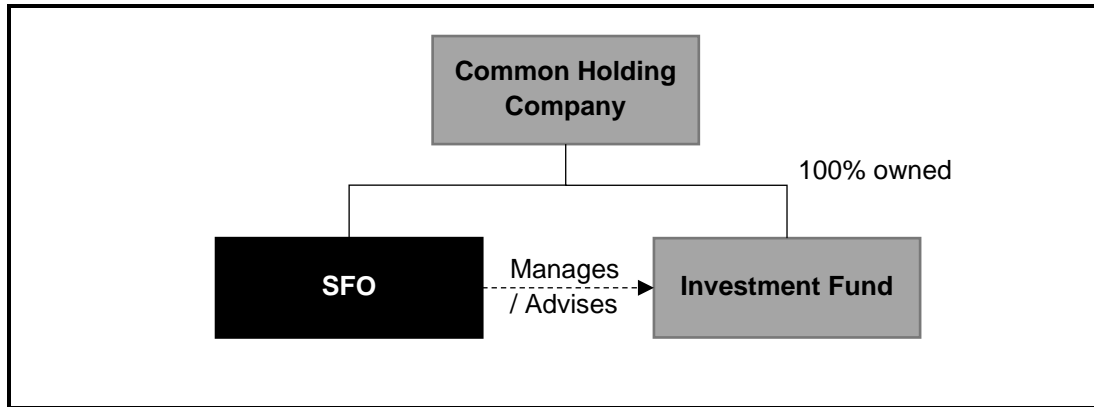 Common Holding
Company
100% owned
SFO
Manages
/ Advises
Investment Fund